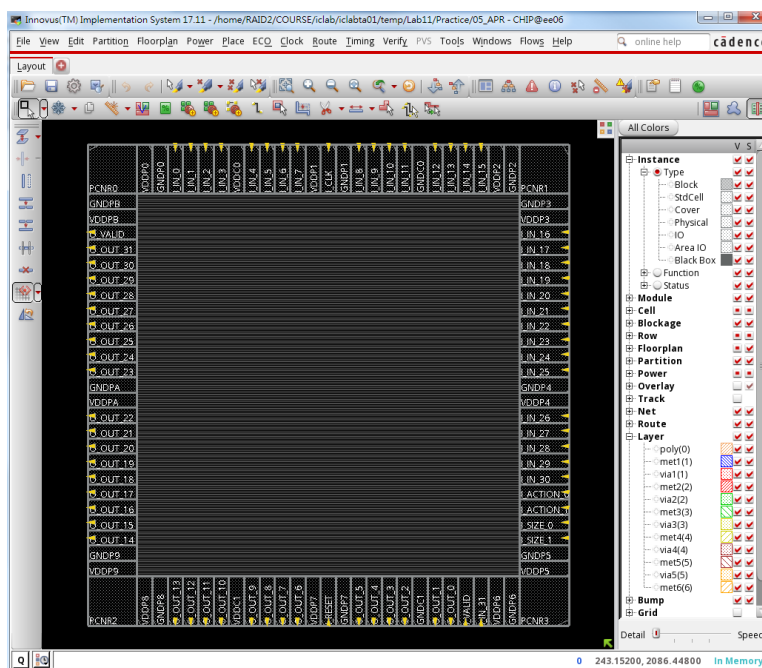 Innovus(TM) Implementation System 17.11 - /home/RAID2/COURSE/iclab/iclabta01/temp/Lab11/Practice/05_APR - CHIP@ee06
File View Edit Partition Floorplan Power Place ECO Clock Route Timing Verify PVS Tools Windows Flows Help
online help cādence
Layout
All Colors
V S
Instance
Type
Block
StdCell
Cover
Physical
IO
Area IO
Black Box
Function
Status
Module
Cell
Blockage
Row
Floorplan
Partition
Power
Overlay
Track
Net
Route
Layer
poly(0)
met1(1)
via1(1)
met2(2)
via2(2)
met3(3)
via3(3)
met4(4)
via4(4)
met5(5)
via5(5)
met6(6)
Bump
Grid
Detail Speed
PCNR0 VDDP0 GNDP0 I_IN_0 I_IN_1 I_IN_2 I_IN_3 VDDC0 I_IN_4 I_IN_5 I_IN_6 I_IN_7 VDDP1 I_CLK GNDP1 I_IN_8 I_IN_9 I_IN_10 I_IN_11 GNDC0 I_IN_12 I_IN_13 I_IN_14 I_IN_15 VDDP2 GNDP2 PCNR1
GNDPB GNDP3
VDDPB VDDP3
O_VALID I_IN_16
O_OUT_31 I_IN_17
O_OUT_30 I_IN_18
O_OUT_29 I_IN_19
O_OUT_28 I_IN_20
O_OUT_27 I_IN_21
O_OUT_26 I_IN_22
O_OUT_25 I_IN_23
O_OUT_24 I_IN_24
O_OUT_23 I_IN_25
GNDPA GNDP4
VDDPA VDDP4
O_OUT_22 I_IN_26
O_OUT_21 I_IN_27
O_OUT_20 I_IN_28
O_OUT_19 I_IN_29
O_OUT_18 I_IN_30
O_OUT_17 I_ACTION_0
O_OUT_16 I_ACTION
O_OUT_15 I_SIZE_0
O_OUT_14 I_SIZE_1
GNDP9 GNDP5
VDDP9 VDDP5
PCNR2 VDDP8 GNDP8 O_OUT_13 O_OUT_12 O_OUT_11 O_OUT_10 VDDC1 O_OUT_9 O_OUT_8 O_OUT_7 O_OUT_6 VDDP7 I_RESET GNDP7 O_OUT_5 O_OUT_4 O_OUT_3 O_OUT_2 GNDC1 O_OUT_1 O_OUT_0 I_VALID I_IN_31 VDDP6 GNDP6 PCNR3
Q 0 243.15200, 2086.44800 In Memory